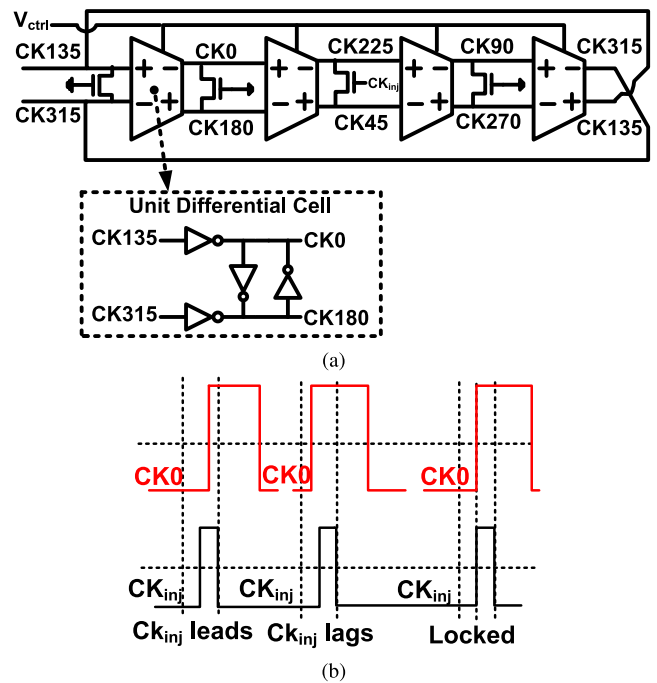 Vctrl
CK135 CK0 CK225 CK90 CK315
+ − + − + − + −
CKinj
− + − + − + − +
CK315 CK180 CK45 CK270 CK135
Unit Differential Cell
CK135 CK0
CK315 CK180
(a)
CK0 CK0 CK0
CKinj CKinj CKinj
Ckinj leads Ckinj lags Locked
(b)